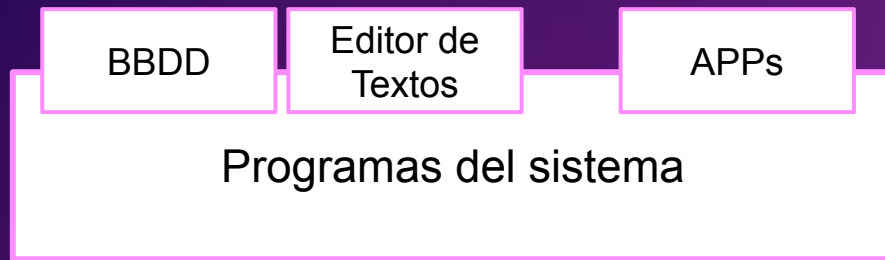 BBDD
Editor de
Textos
APPs
Programas del sistema